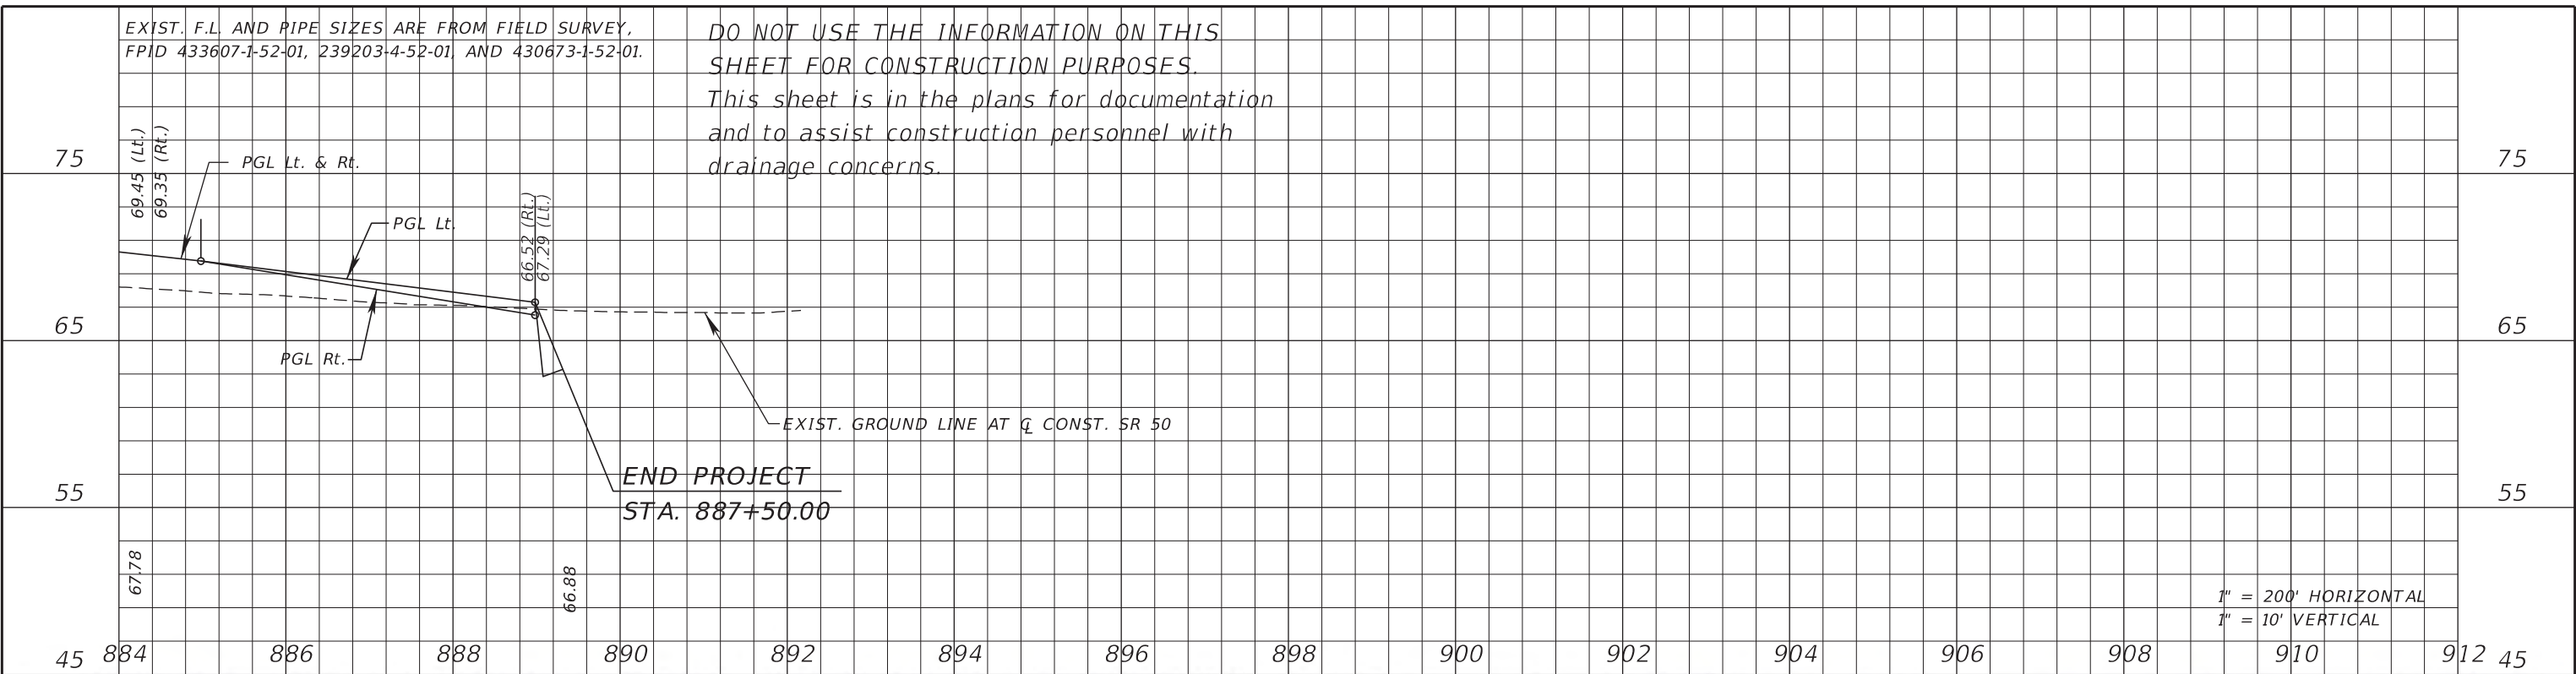 EXIST. F.L. AND PIPE SIZES ARE FROM FIELD SURVEY,
FPID 433607-1-52-01, 239203-4-52-01, AND 430673-1-52-01.
DO NOT USE THE INFORMATION ON THIS
SHEET FOR CONSTRUCTION PURPOSES.
This sheet is in the plans for documentation
and to assist construction personnel with
drainage concerns.
75
75
69.45 (Lt.)
69.35 (Rt.)
PGL Lt. & Rt.
PGL Lt.
66.52 (Rt.)
67.29 (Lt.)
65
65
PGL Rt.
EXIST. GROUND LINE AT ℄ CONST. SR 50
END PROJECT
STA. 887+50.00
55
55
67.78
66.88
1" = 200' HORIZONTAL
1" = 10' VERTICAL
45 884 886 888 890 892 894 896 898 900 902 904 906 908 910 912 45